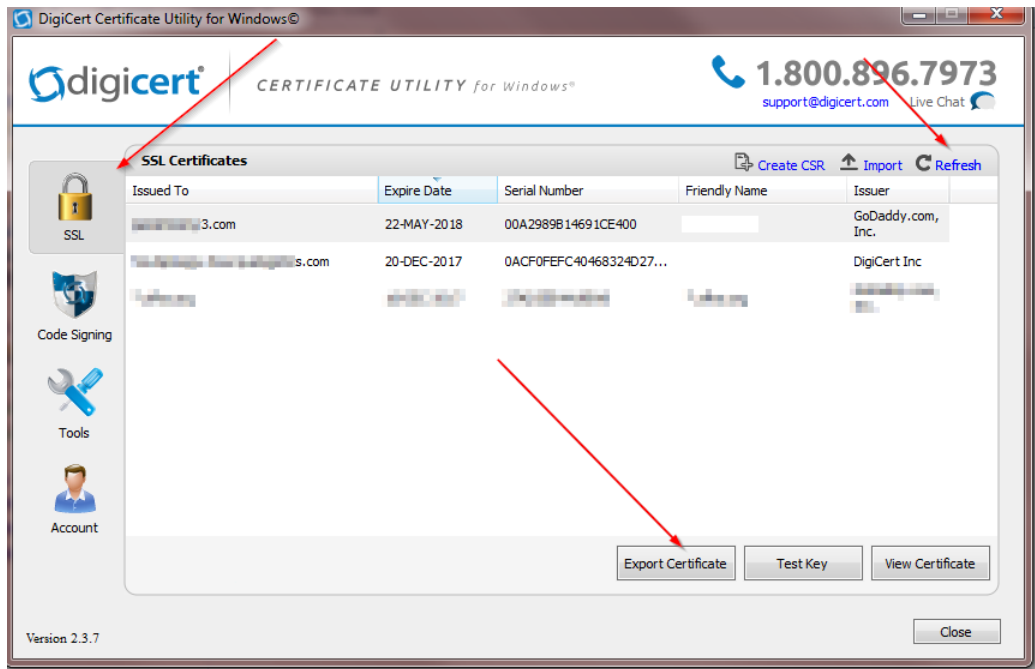 DigiCert Certificate Utility for Windows©
digicert® CERTIFICATE UTILITY for Windows® 1.800.896.7973
support@digicert.com Live Chat
SSL Certificates Create CSR Import Refresh
Issued To Expire Date Serial Number Friendly Name Issuer
3.com 22-MAY-2018 00A2989B14691CE400 GoDaddy.com,
Inc.
s.com 20-DEC-2017 0ACF0FEFC40468324D27... DigiCert Inc
SSL
Code Signing
Tools
Account
Export Certificate Test Key View Certificate
Version 2.3.7 Close